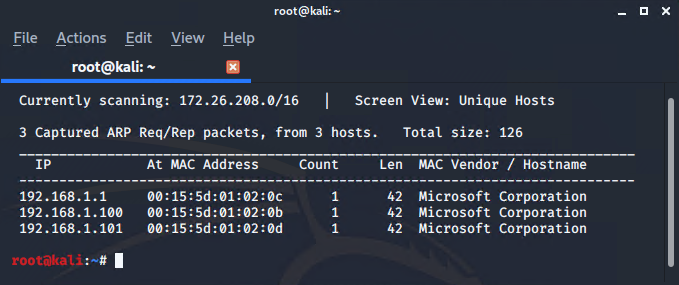 root@kali:~
File Actions Edit View Help
root@kali: ~
Currently scanning: 172.26.208.0/16 | Screen View: Unique Hosts
3 Captured ARP Req/Rep packets, from 3 hosts. Total size: 126
_____________________________________________________________________________
IP At MAC Address Count Len MAC Vendor / Hostname
-----------------------------------------------------------------------------
192.168.1.1 00:15:5d:01:02:0c 1 42 Microsoft Corporation
192.168.1.100 00:15:5d:01:02:0b 1 42 Microsoft Corporation
192.168.1.101 00:15:5d:01:02:0d 1 42 Microsoft Corporation
root@kali:~#